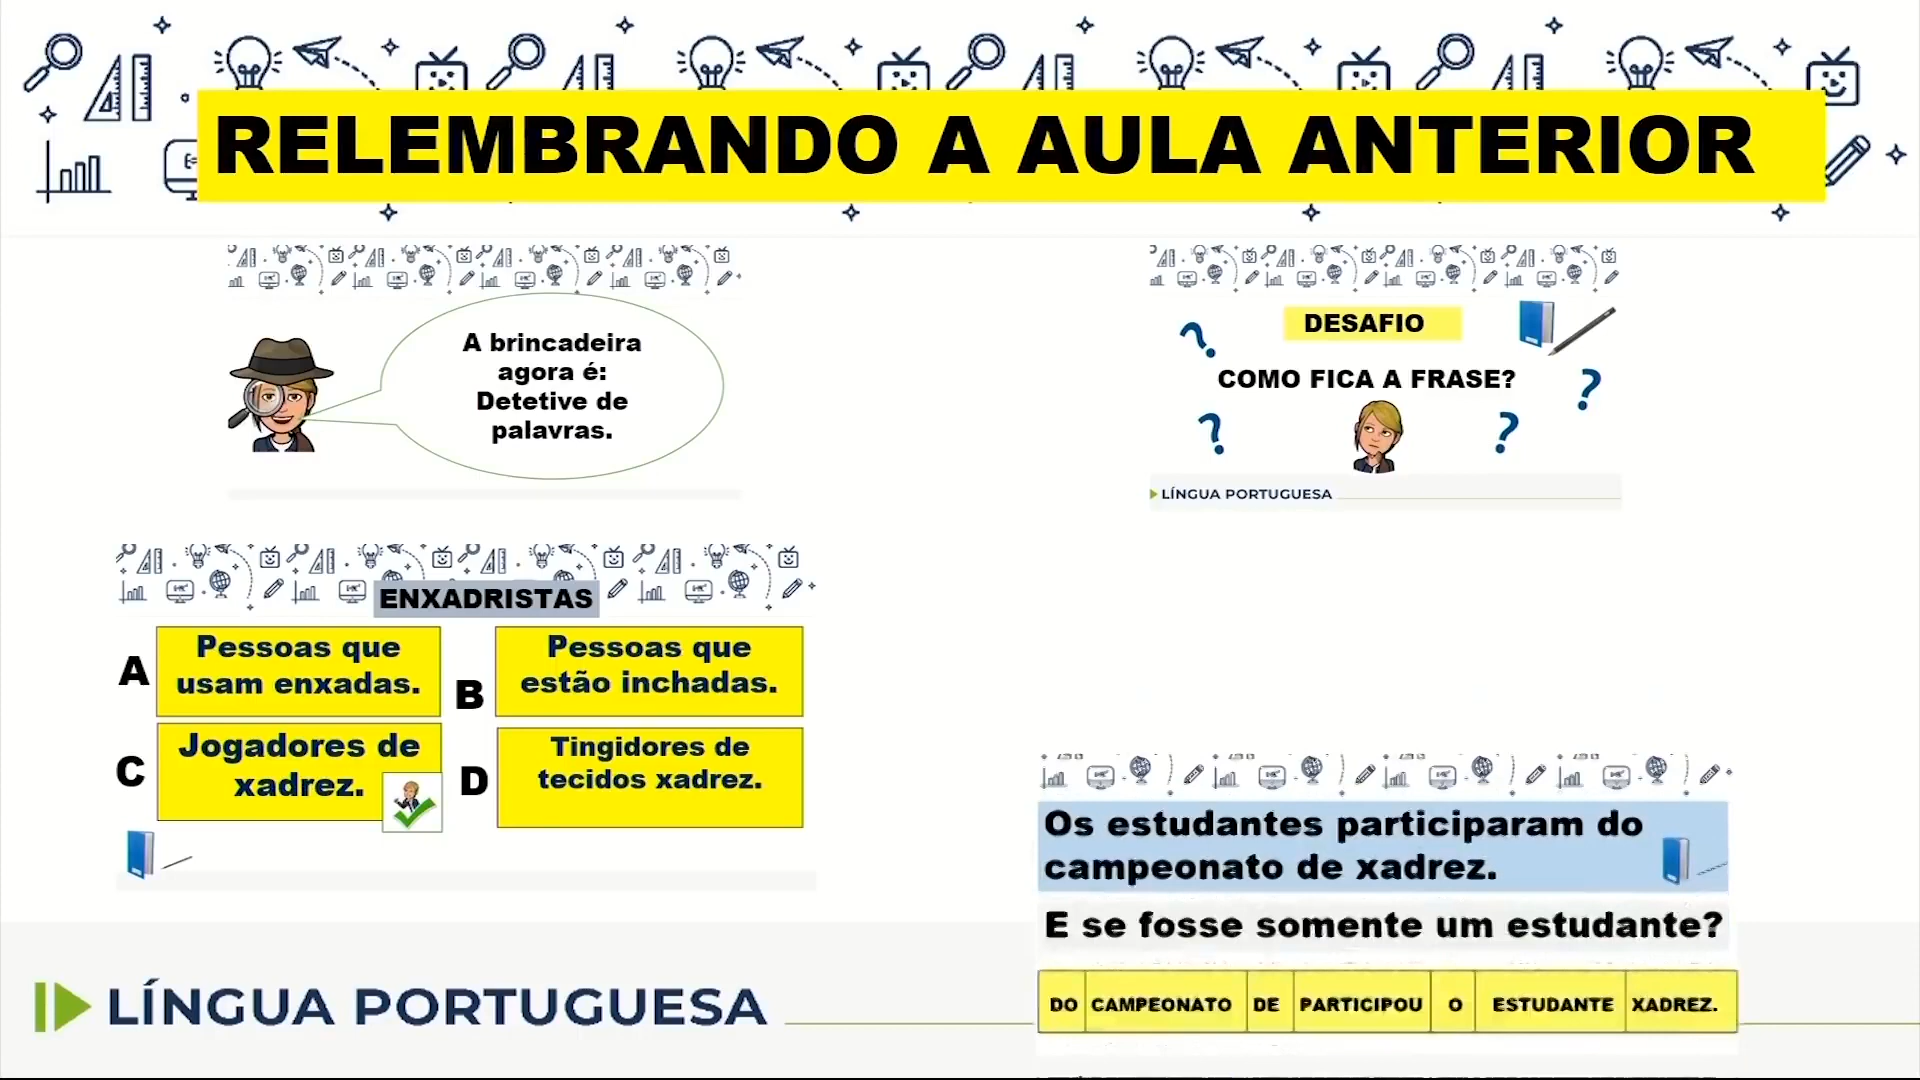 RELEMBRANDO A AULA ANTERIOR
A brincadeira
agora é:
Detetive de
palavras.
DESAFIO
COMO FICA A FRASE?
LÍNGUA PORTUGUESA
ENXADRISTAS
A
Pessoas que
usam enxadas.
B
Pessoas que
estão inchadas.
C
Jogadores de
xadrez.
D
Tingidores de
tecidos xadrez.
Os estudantes participaram do
campeonato de xadrez.
E se fosse somente um estudante?
DO CAMPEONATO DE PARTICIPOU O ESTUDANTE XADREZ.
LÍNGUA PORTUGUESA